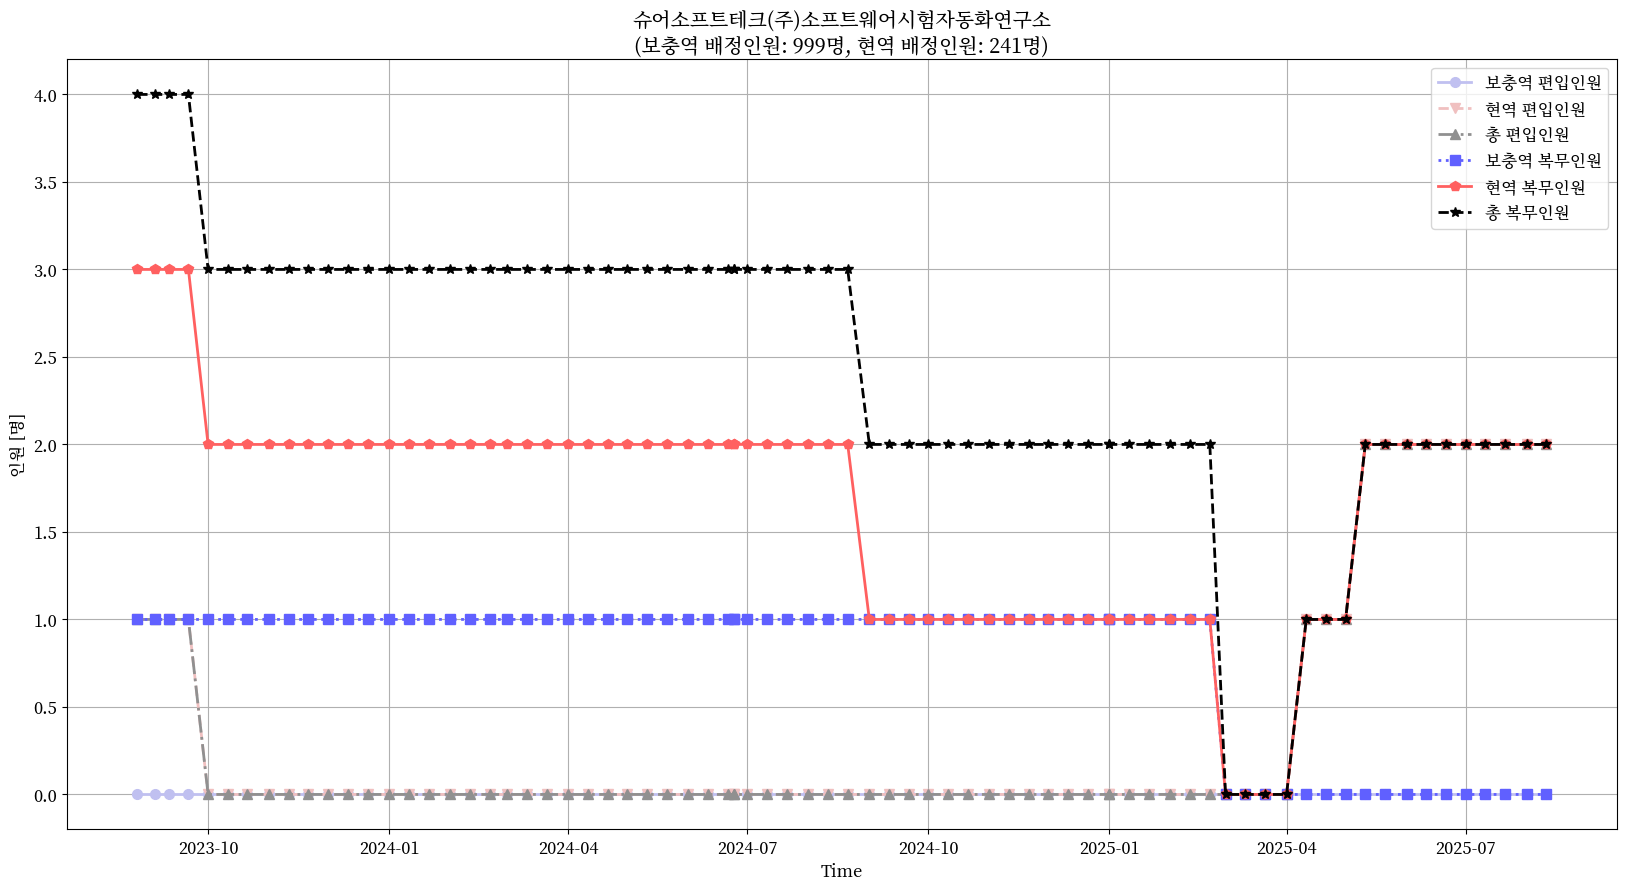 슈어소프트테크(주)소프트웨어시험자동화연구소
(보충역 배정인원: 999명, 현역 배정인원: 241명)
보충역 편입인원
현역 편입인원
총 편입인원
보충역 복무인원
현역 복무인원
총 복무인원
인원 [명]
4.0
3.5
3.0
2.5
2.0
1.5
1.0
0.5
0.0
2023-10
2024-01
2024-04
2024-07
2024-10
2025-01
2025-04
2025-07
Time